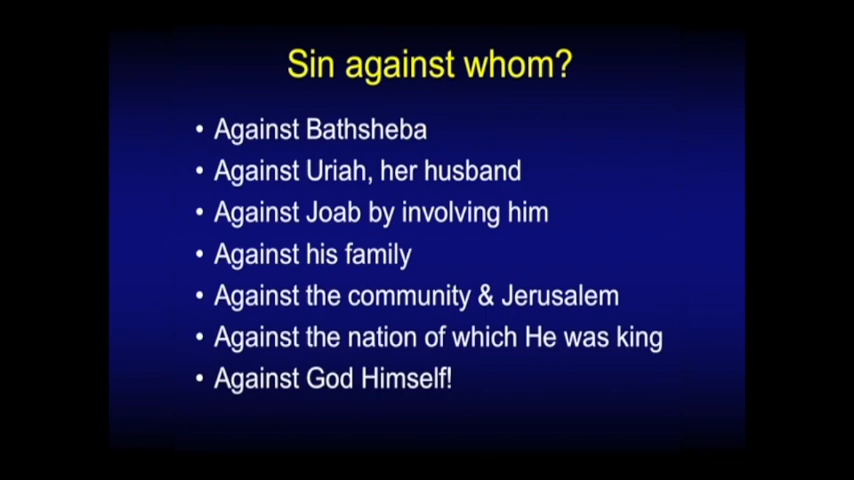 Sin against whom?
• Against Bathsheba
• Against Uriah, her husband
• Against Joab by involving him
• Against his family
• Against the community & Jerusalem
• Against the nation of which He was king
• Against God Himself!